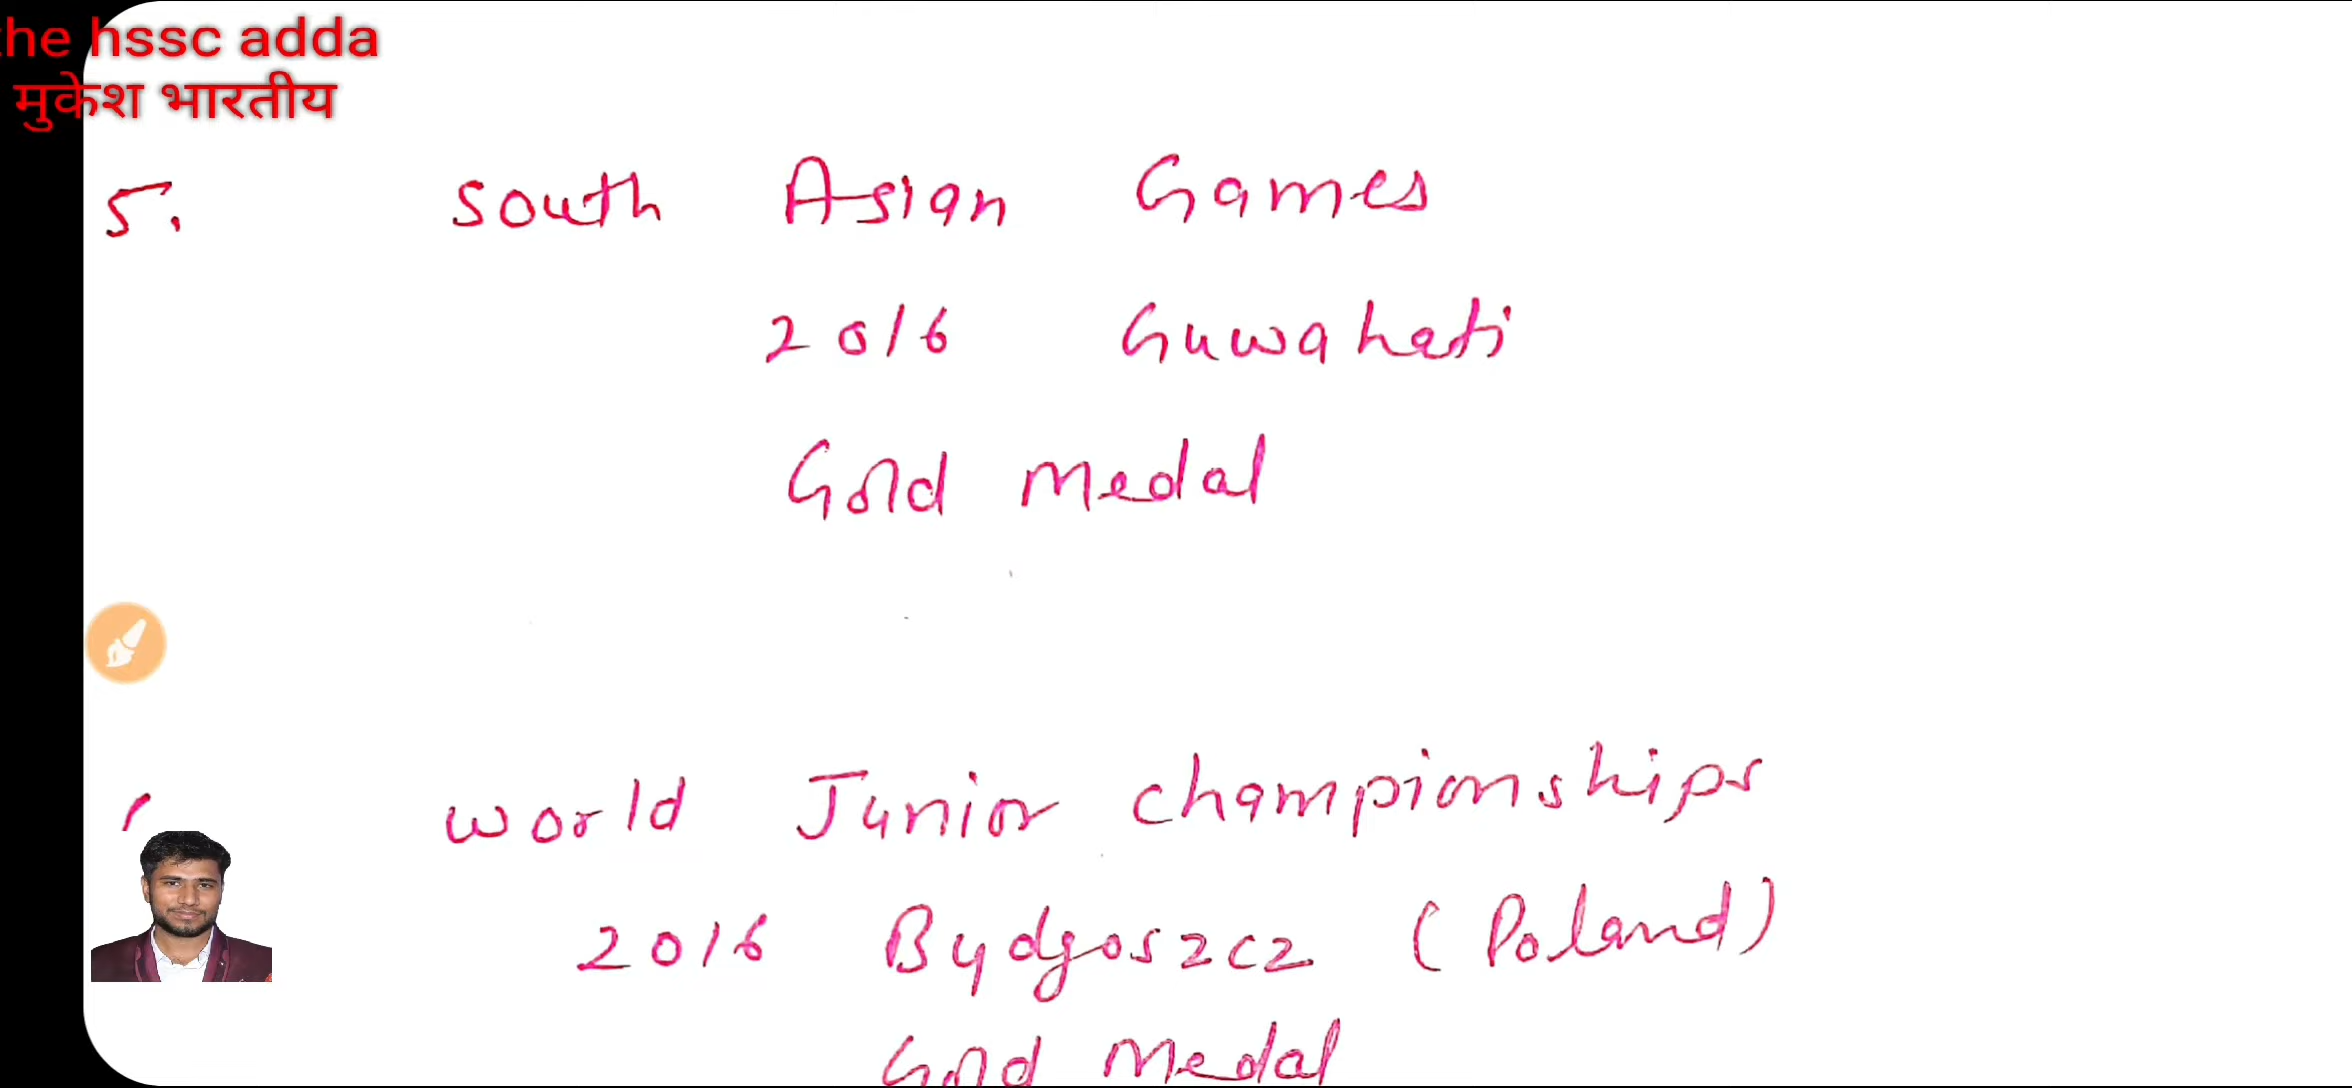 the hssc adda
मुकेश भारतीय
5. South Asian Games
2016 Guwahati
Gold Medal
World Junior championships
2016 Bydgoszcz (Poland)
Gold Medal